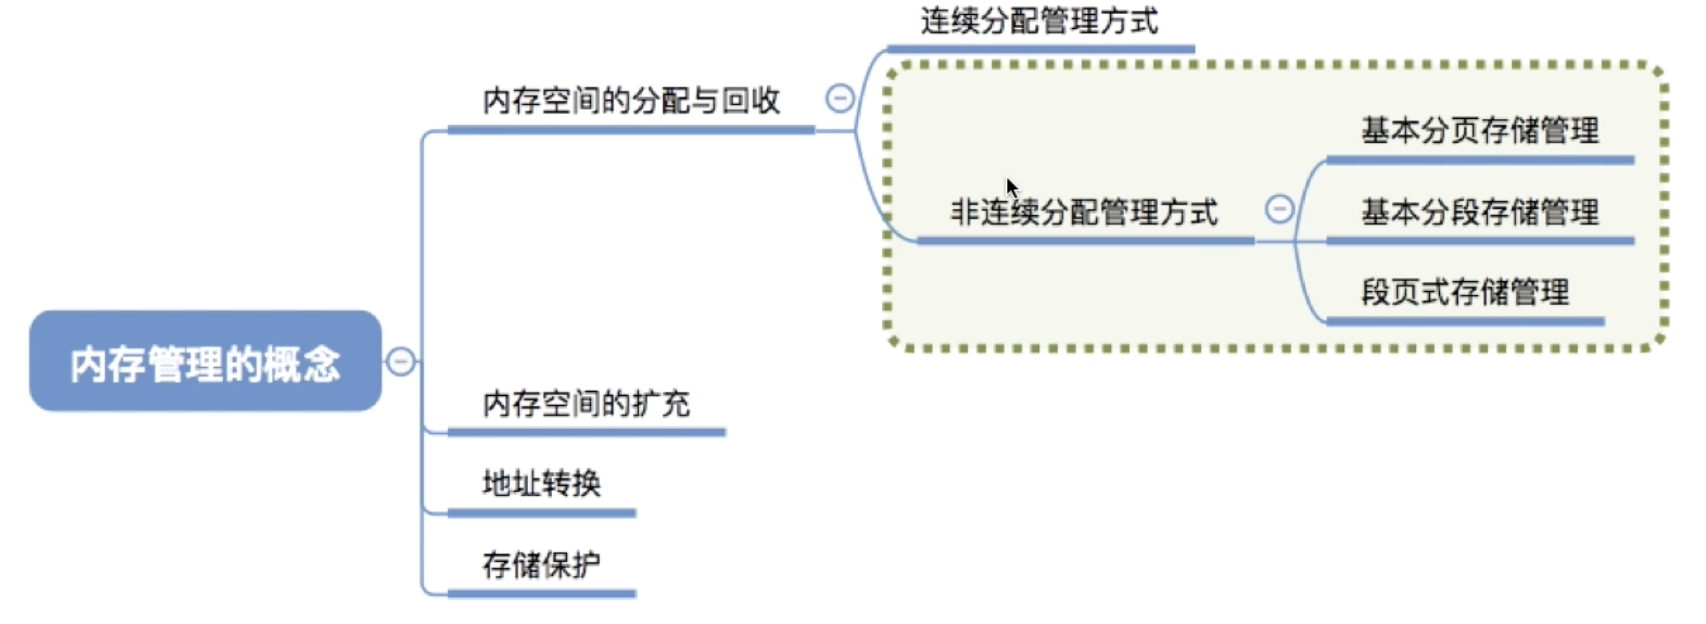 连续分配管理方式
内存空间的分配与回收
基本分页存储管理
非连续分配管理方式
基本分段存储管理
段页式存储管理
内存管理的概念
内存空间的扩充
地址转换
存储保护